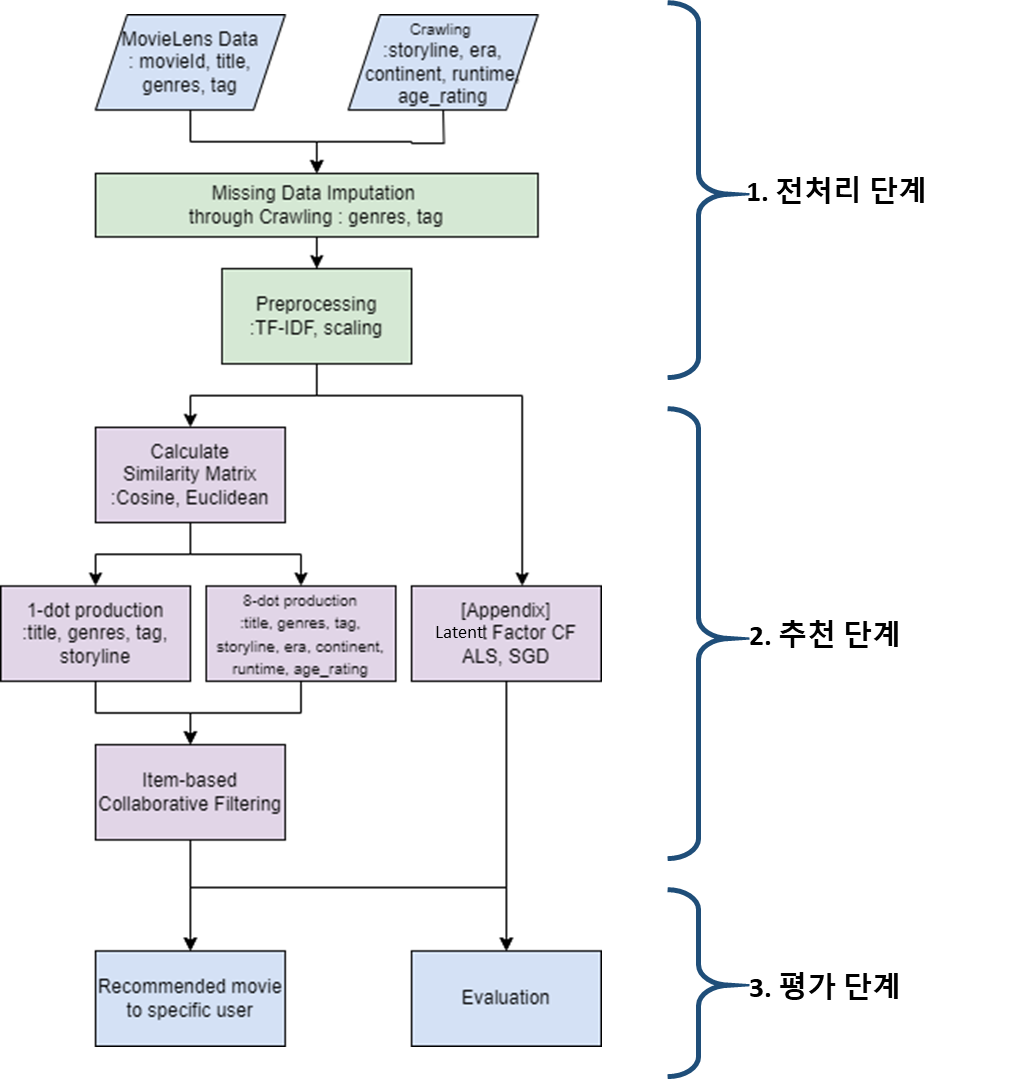 MovieLens Data
: movieId, title,
genres, tag
Crawling
:storyline, era,
continent, runtime,
age_rating
Missing Data Imputation
through Crawling : genres, tag
Preprocessing
:TF-IDF, scaling
1. 전처리 단계
Calculate
Similarity Matrix
:Cosine, Euclidean
1-dot production
:title, genres, tag,
storyline
8-dot production
:title, genres, tag,
storyline, era, continent,
runtime, age_rating
[Appendix]
Latent Factor CF
ALS, SGD
Item-based
Collaborative Filtering
2. 추천 단계
Recommended movie
to specific user
Evaluation
3. 평가 단계